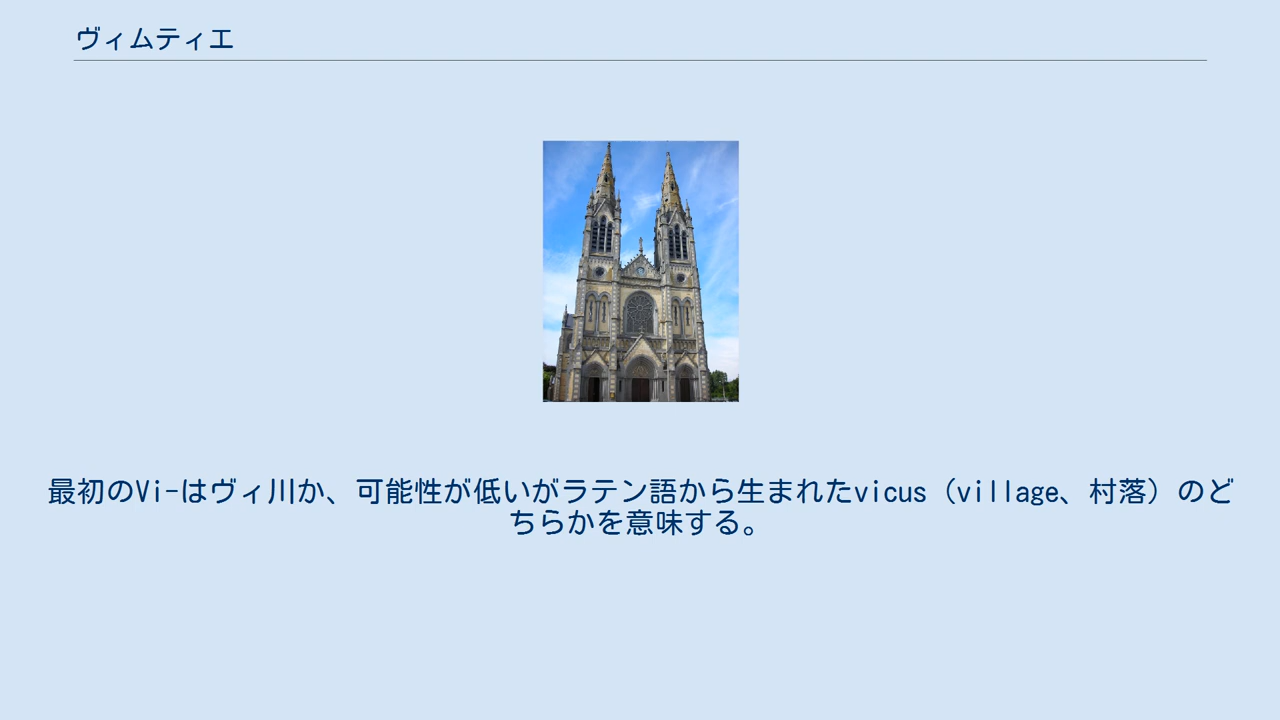 ヴィムティエ
最初のVi-はヴィ川か、可能性が低いがラテン語から生まれたvicus（village、村落）のど
ちらかを意味する。